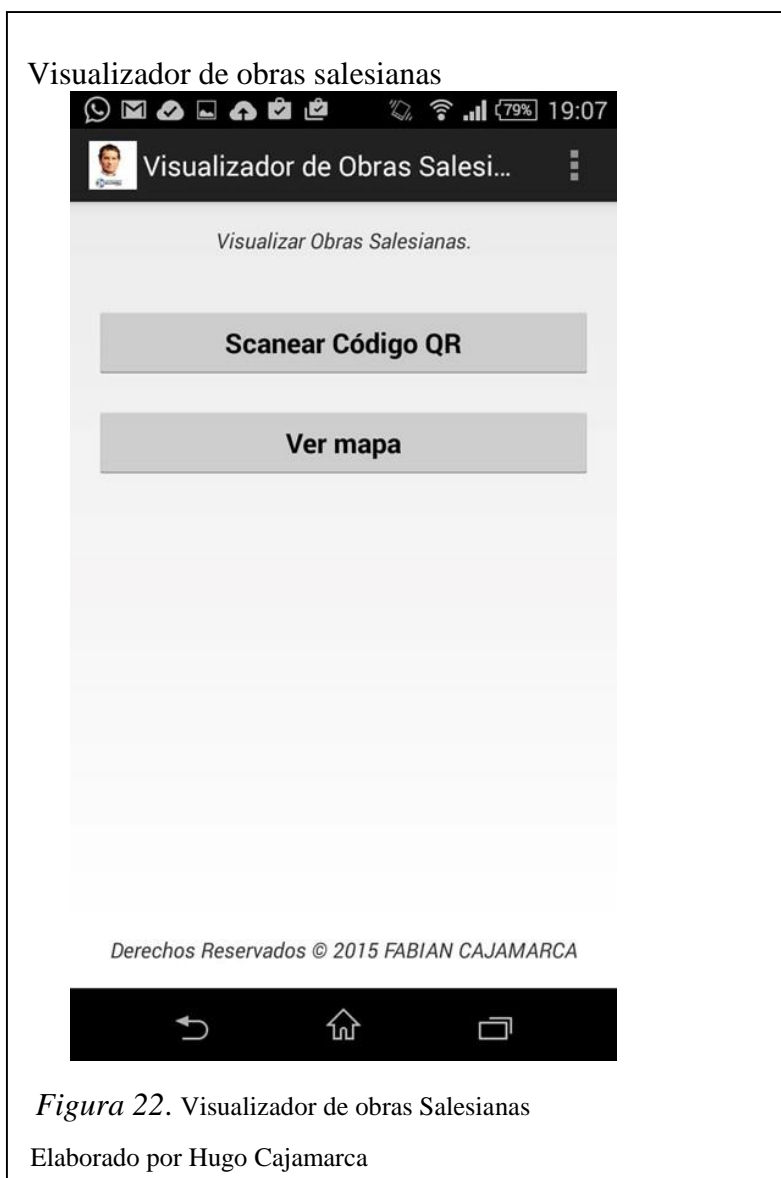 Visualizador de obras salesianas
79% 19:07
Visualizador de Obras Salesi...
Visualizar Obras Salesianas.
Scanear Código QR
Ver mapa
Derechos Reservados © 2015 FABIAN CAJAMARCA
Figura 22. Visualizador de obras Salesianas
Elaborado por Hugo Cajamarca